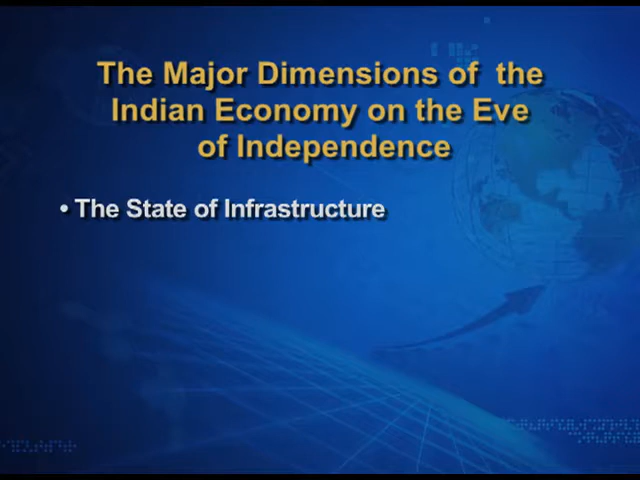 The Major Dimensions of the
Indian Economy on the Eve
of Independence
• The State of Infrastructure